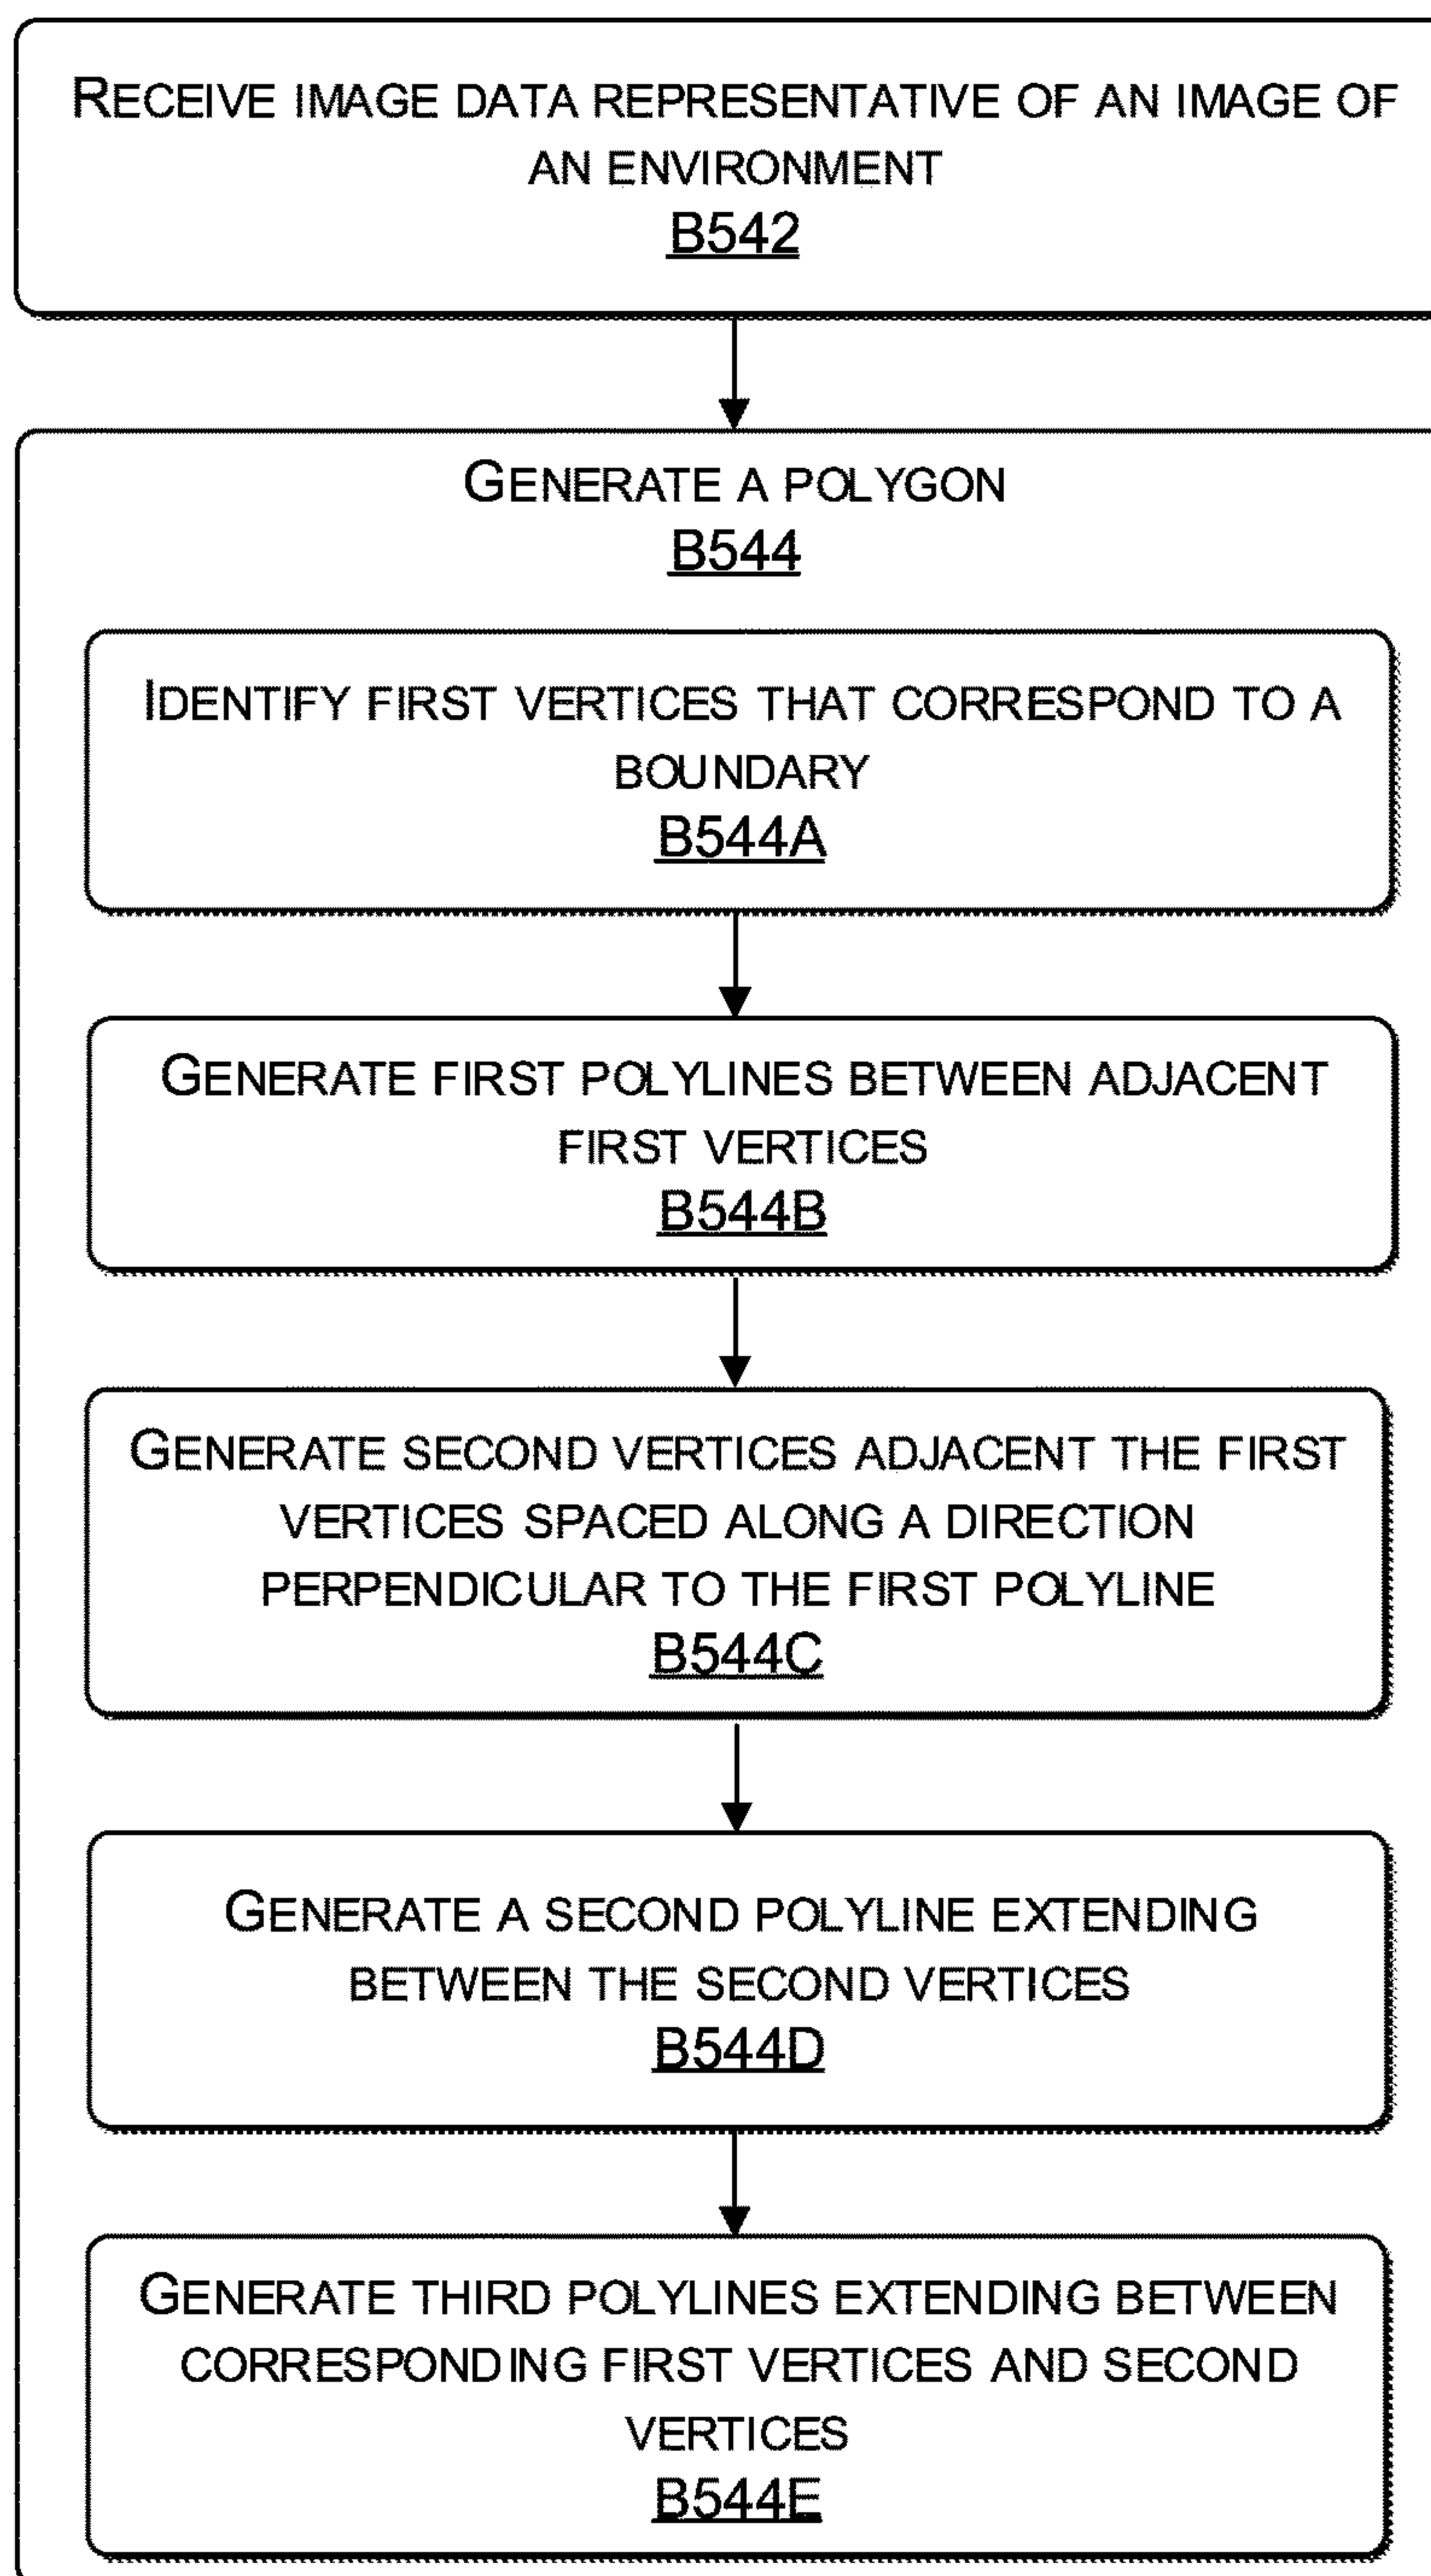 RECEIVE IMAGE DATA REPRESENTATIVE OF AN IMAGE OF
AN ENVIRONMENT
B542
GENERATE A POLYGON
B544
IDENTIFY FIRST VERTICES THAT CORRESPOND TO A
BOUNDARY
B544A
GENERATE FIRST POLYLINES BETWEEN ADJACENT
FIRST VERTICES
B544B
GENERATE SECOND VERTICES ADJACENT THE FIRST
VERTICES SPACED ALONG A DIRECTION
PERPENDICULAR TO THE FIRST POLYLINE
B544C
GENERATE A SECOND POLYLINE EXTENDING
BETWEEN THE SECOND VERTICES
B544D
GENERATE THIRD POLYLINES EXTENDING BETWEEN
CORRESPONDING FIRST VERTICES AND SECOND
VERTICES
B544E